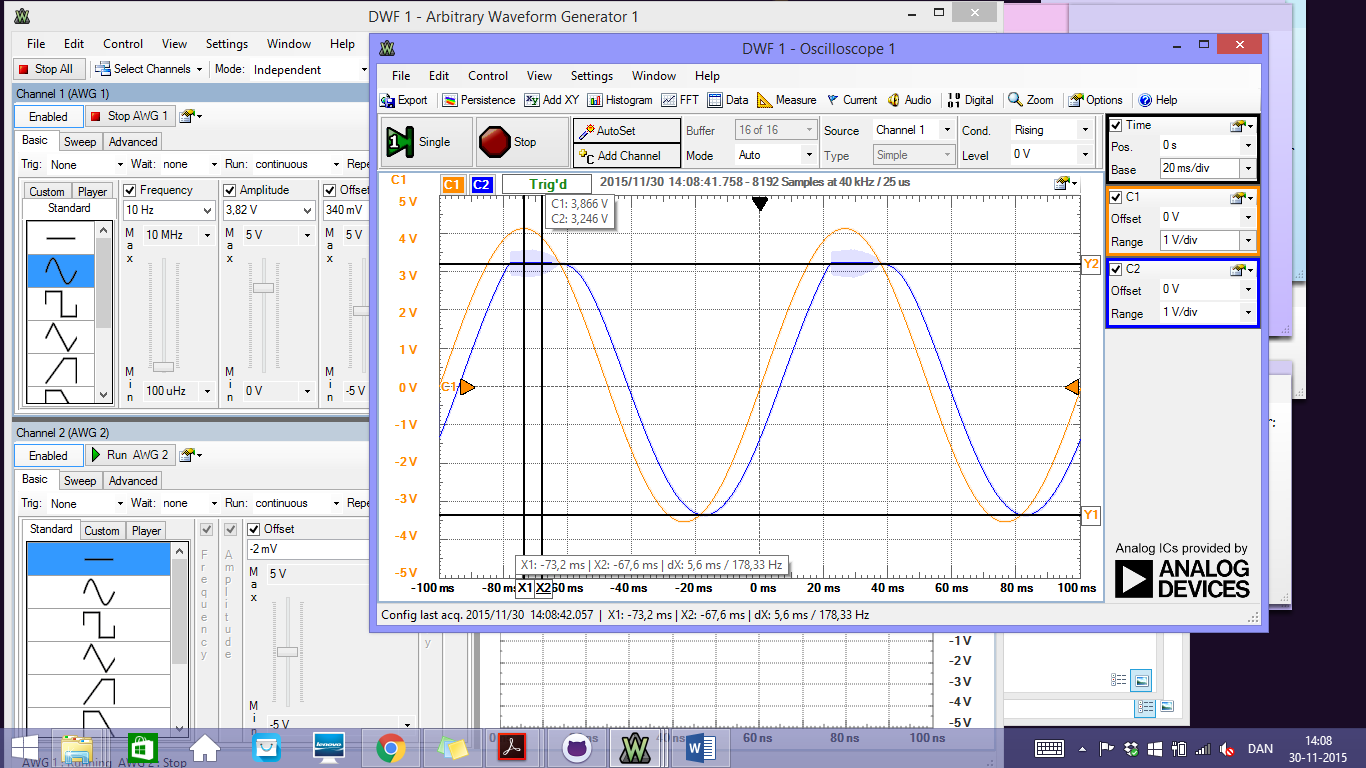 DWF 1 - Arbitrary Waveform Generator 1
File Edit Control View Settings Window Help
Stop All Select Channels Mode: Independent
Channel 1 (AWG 1)
Enabled Stop AWG 1
Basic Sweep Advanced
Trig: None Wait: none Run: continuous Repe
Custom Player
Standard
Frequency Amplitude Offset
10 Hz 3,82 V 340 mV
Max 10 MHz 5 V 5 V
Min 100 uHz 0 V -5 V
Channel 2 (AWG 2)
Enabled Run AWG 2
Basic Sweep Advanced
Trig: None Wait: none Run: continuous Repe
Standard Custom Player
Frequency
Amplitude
Offset
-2 mV
Max 5 V
Min -5 V
y
DWF 1 - Oscilloscope 1
File Edit Control View Settings Window Help
Export Persistence Add XY Histogram FFT Data Measure Current Audio Digital Zoom Options Help
Single Stop
AutoSet
Add Channel
Buffer 16 of 16 Source Channel 1 Cond. Rising
Mode Auto Type Simple Level 0 V
C1 C1 C2 Trig'd 2015/11/30 14:08:41.758 - 8192 Samples at 40 kHz / 25 us
C1: 3,866 V
C2: 3,246 V
5 V
4 V
3 V
2 V
1 V
0 V
-1 V
-2 V
-3 V
-4 V
-5 V
C1
Y2
Y1
X1: -73,2 ms | X2: -67,6 ms | dX: 5,6 ms / 178,33 Hz
-100 ms -80 ms X1 X2 60 ms -40 ms -20 ms 0 ms 20 ms 40 ms 60 ms 80 ms 100 ms
Time
Pos. 0 s
Base 20 ms/div
C1
Offset 0 V
Range 1 V/div
C2
Offset 0 V
Range 1 V/div
Analog ICs provided by
ANALOG
DEVICES
Config last acq. 2015/11/30 14:08:42.057 | X1: -73,2 ms | X2: -67,6 ms | dX: 5,6 ms / 178,33 Hz
-1 V
-2 V
-3 V
-4 V
-5 V
60 ms 80 ms 100 ms
lenovo
DAN
14:08
30-11-2015
AWG 1: Running AWG 2: Stop